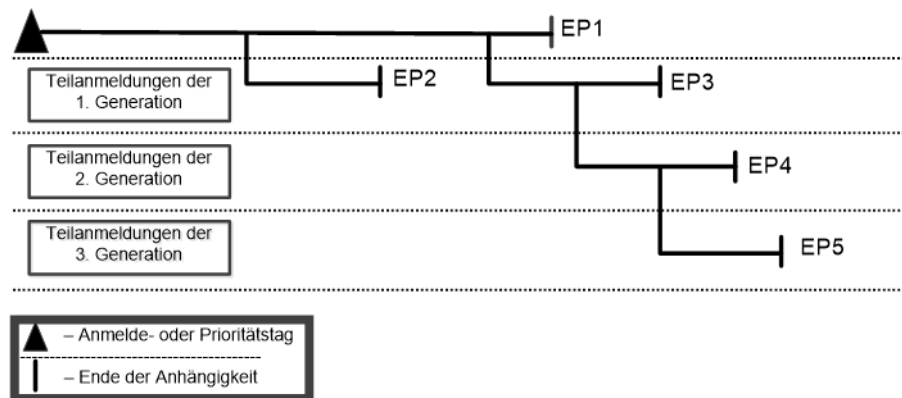 EP1
Teilanmeldungen der
1. Generation
EP2
EP3
Teilanmeldungen der
2. Generation
EP4
Teilanmeldungen der
3. Generation
EP5
– Anmelde- oder Prioritätstag
– Ende der Anhängigkeit